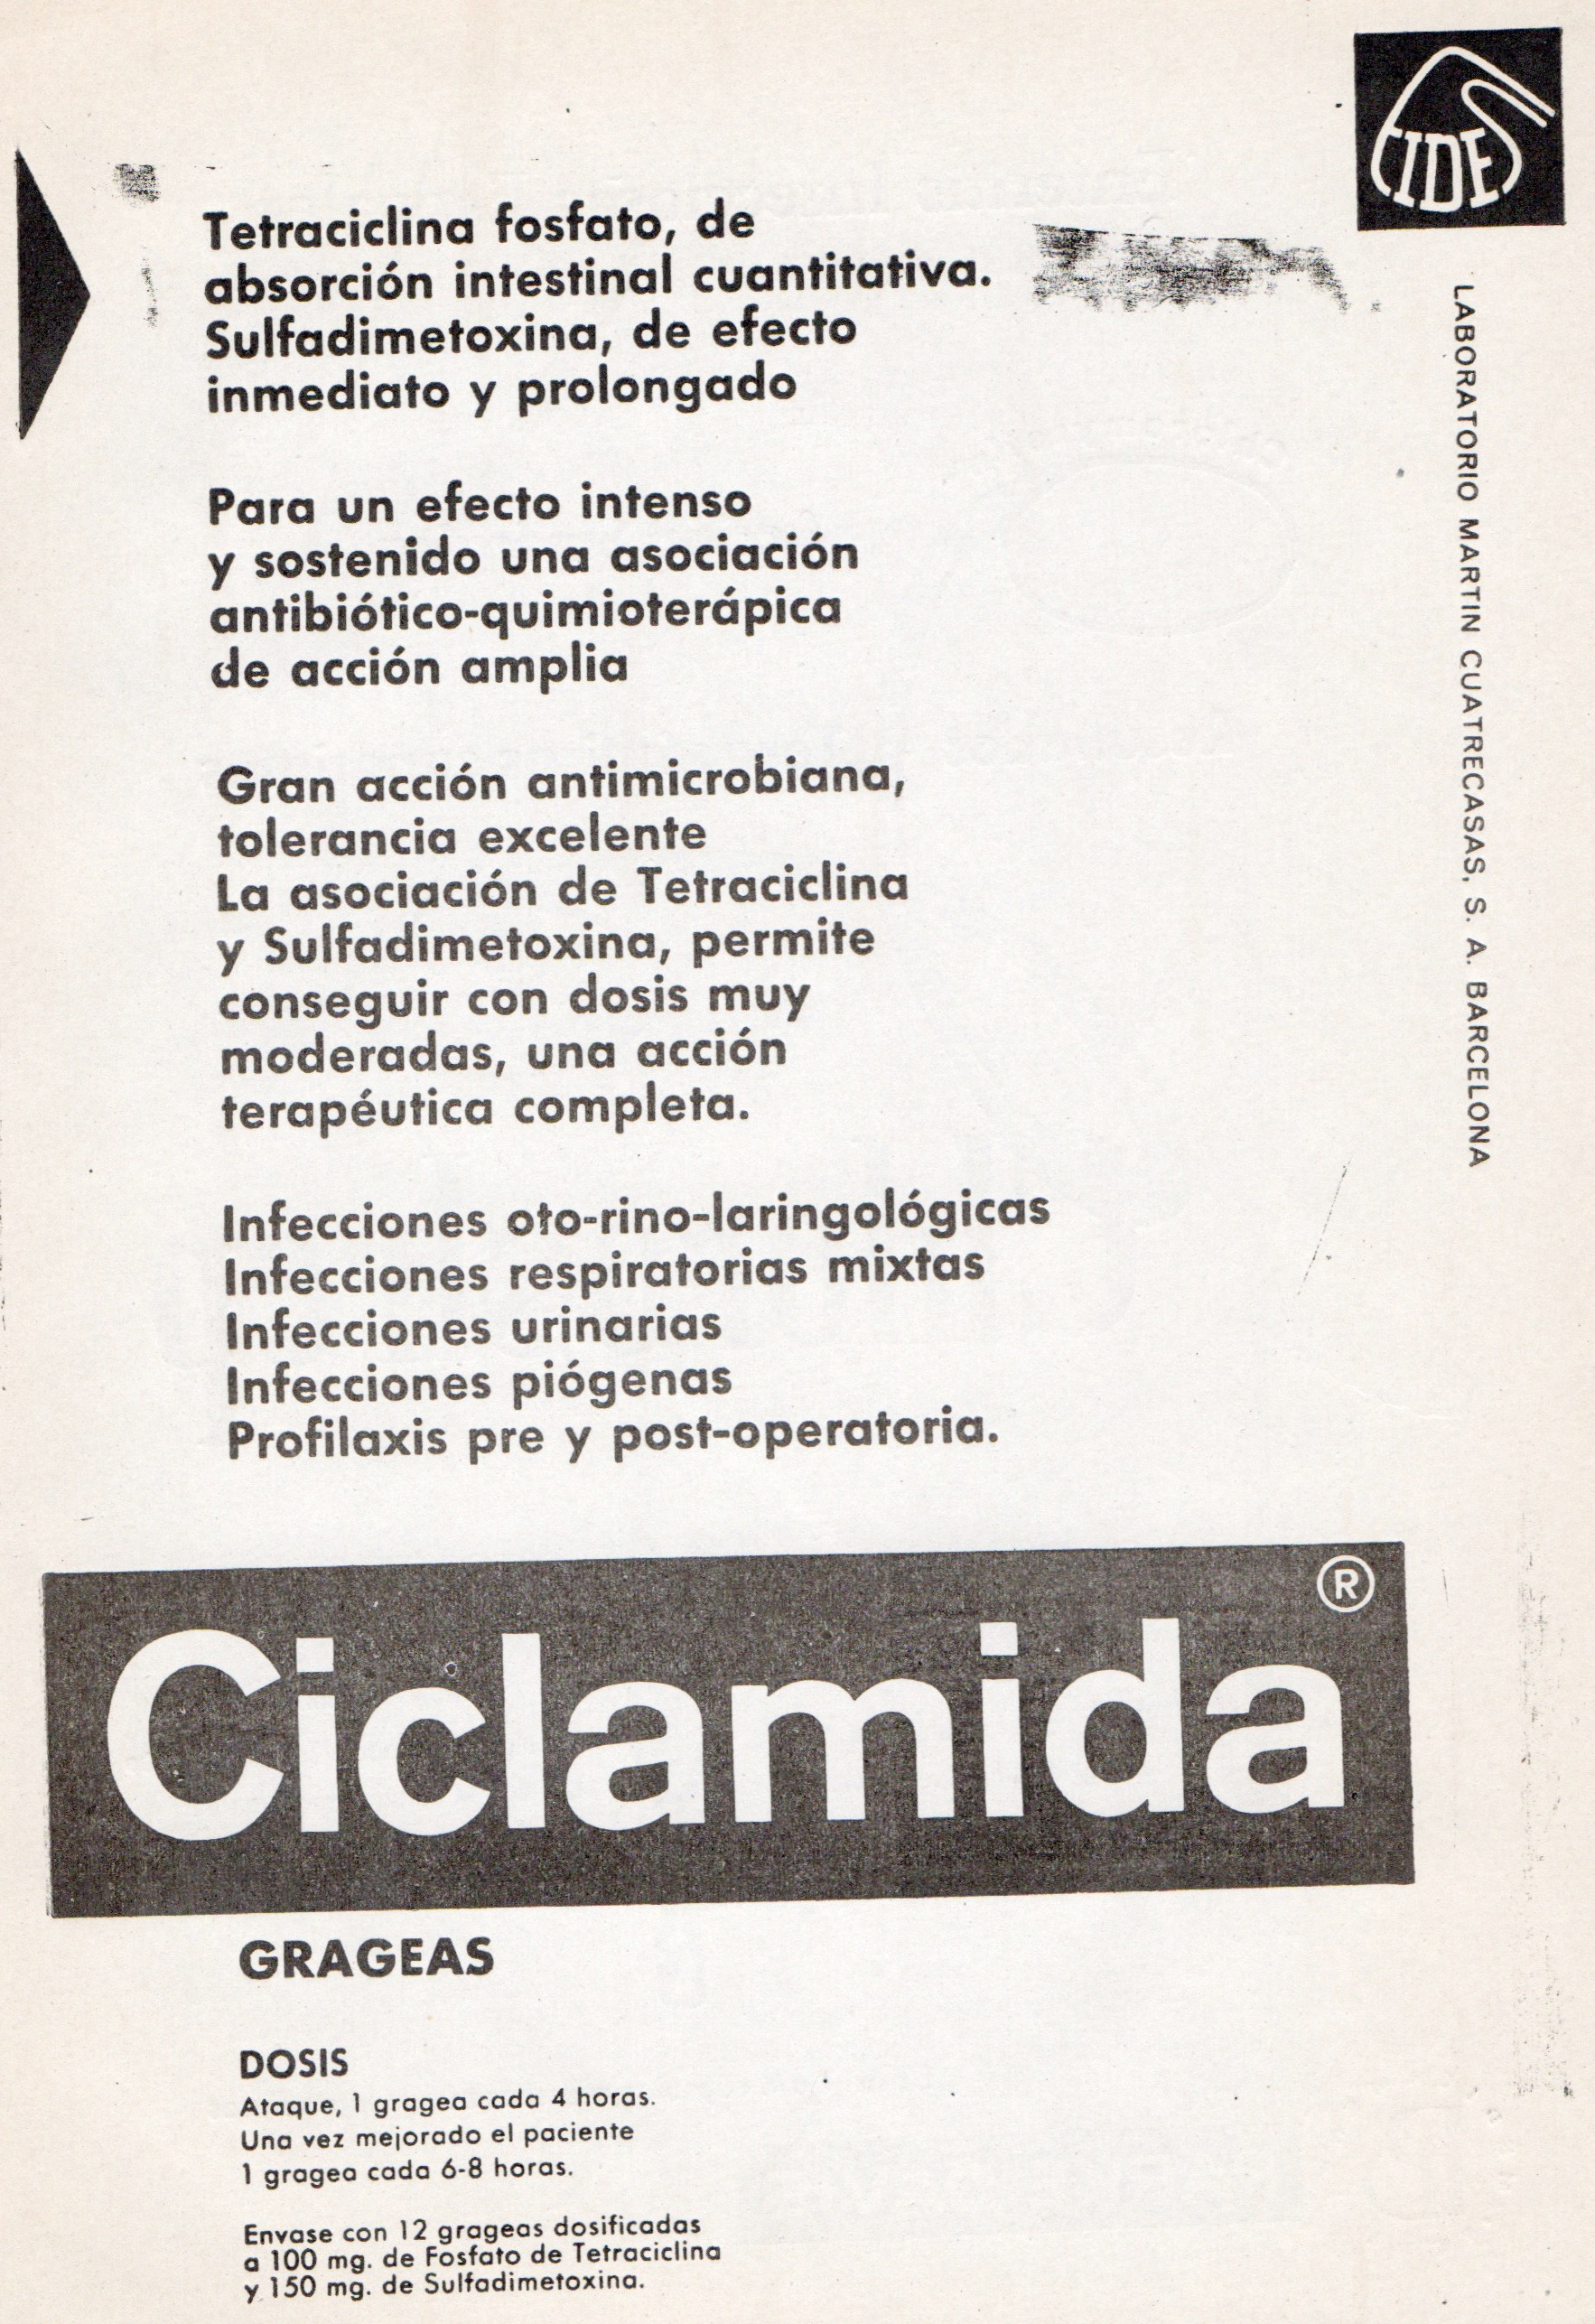 FIDES
LABORATORIO MARTIN CUATRECASAS, S. A. BARCELONA
Tetraciclina fosfato, de
absorción intestinal cuantitativa.
Sulfadimetoxina, de efecto
inmediato y prolongado
Para un efecto intenso
y sostenido una asociación
antibiótico-quimioterápica
de acción amplia
Gran acción antimicrobiana,
tolerancia excelente
La asociación de Tetraciclina
y Sulfadimetoxina, permite
conseguir con dosis muy
moderadas, una acción
terapéutica completa.
Infecciones oto-rino-laringológicas
Infecciones respiratorias mixtas
Infecciones urinarias
Infecciones piógenas
Profilaxis pre y post-operatoria.
Ciclamida®
GRAGEAS
DOSIS
Ataque, 1 gragea cada 4 horas.
Una vez mejorado el paciente
1 gragea cada 6-8 horas.
Envase con 12 grageas dosificadas
a 100 mg. de Fosfato de Tetraciclina
y 150 mg. de Sulfadimetoxina.